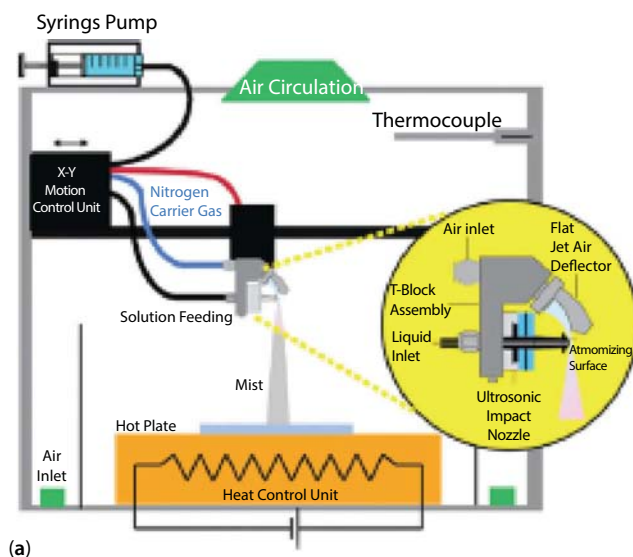 Syrings Pump
Air Circulation
Thermocouple
X-Y
Motion
Control Unit
Nitrogen
Carrier Gas
Solution Feeding
Air inlet
Flat
Jet Air
Deflector
T-Block
Assembly
Liquid
Inlet
Atmomizing
Surface
Ultrosonic
Impact
Nozzle
Mist
Hot Plate
Air
Inlet
Heat Control Unit
(a)